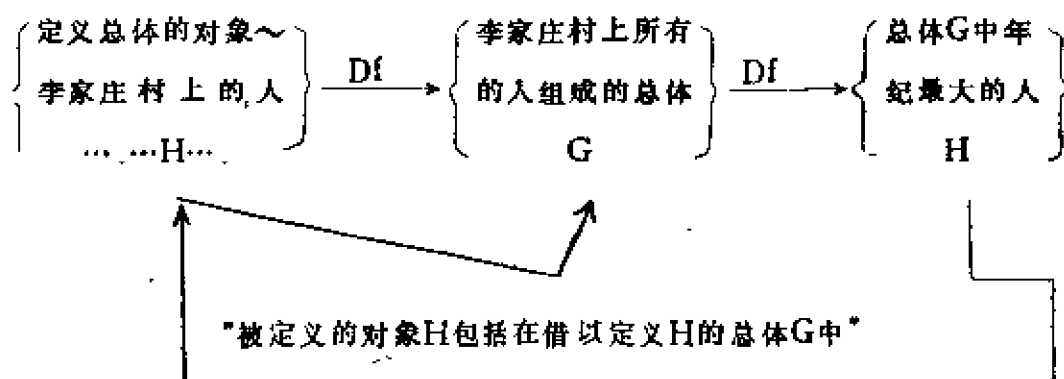 定义总体的对象～
李家庄村上的人
… …H…
Df
李家庄村上所有
的人组成的总体
G
Df
总体G中年
纪最大的人
H
"被定义的对象H包括在借以定义H的总体G中"